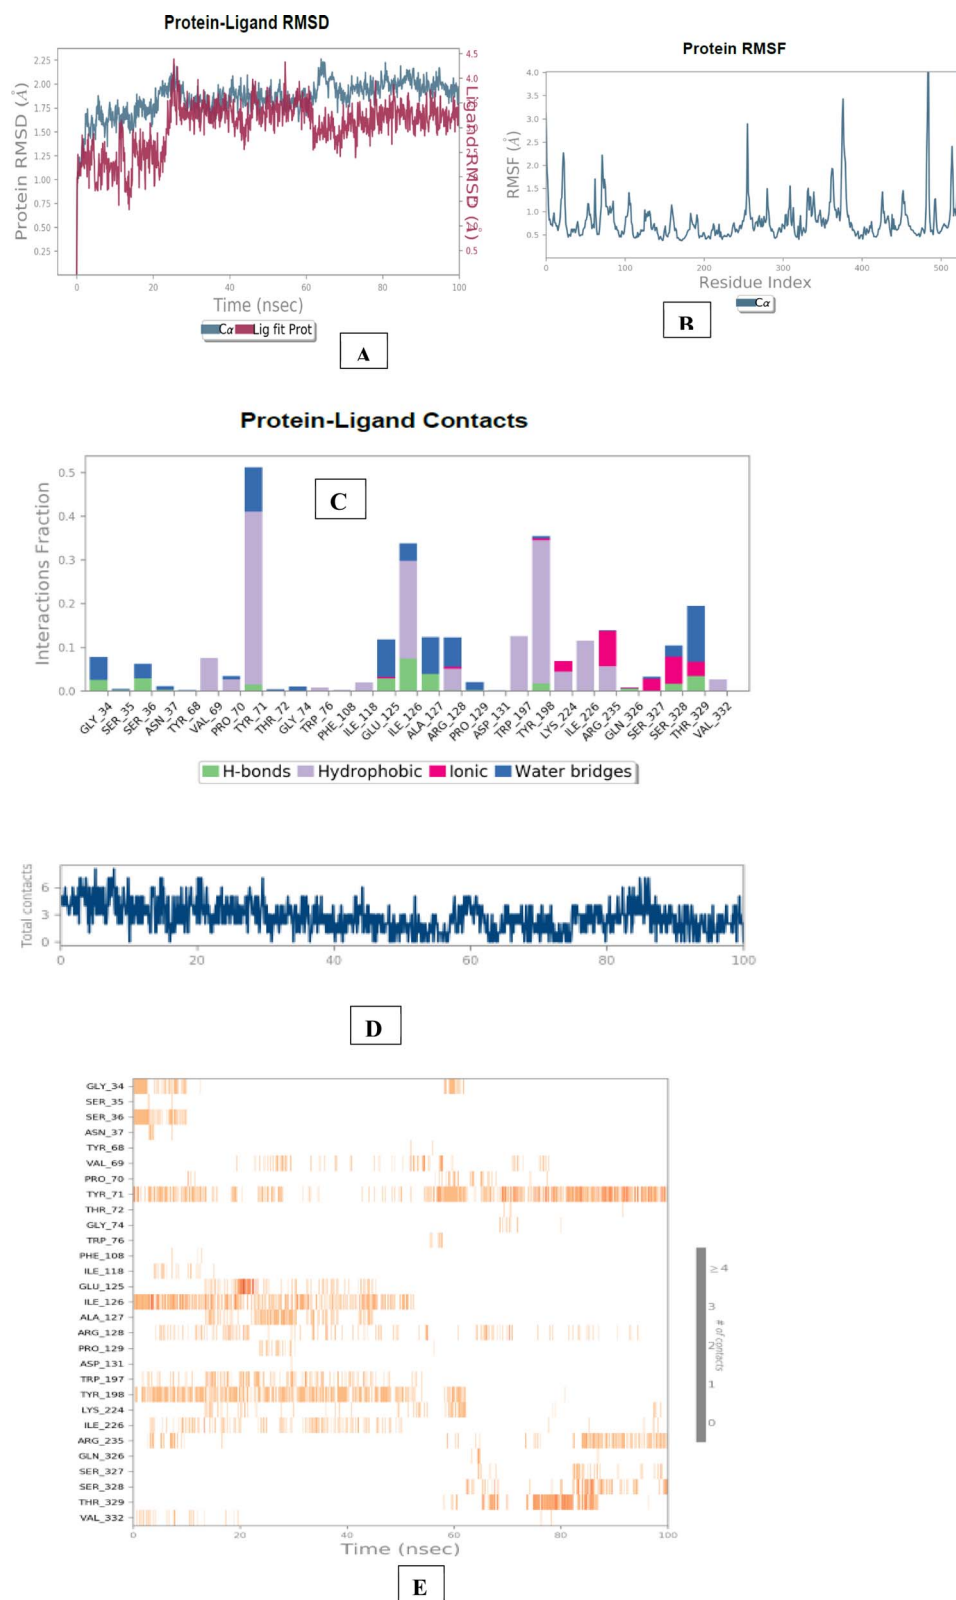 Protein-Ligand RMSD
Protein RMSD (Å)
2.25
2.00
1.75
1.50
1.25
1.00
0.75
0.50
0.25
4.5
4.0
0.5
Ligand RMSD (Å)
0 20 40 60 80 100
Time (nsec)
Cα Lig fit Prot
A
Protein RMSF
RMSF (Å)
4.0
3.5
3.0
2.5
2.0
1.5
1.0
0.5
0 100 200 300 400 500
Residue Index
Cα
B
Protein-Ligand Contacts
C
Interactions Fraction
0.5
0.4
0.3
0.2
0.1
0.0
GLY_34 SER_35 SER_36 ASN_37 TYR_68 VAL_69 PRO_70 TYR_71 THR_72 GLY_74 TRP_76 PHE_108 ILE_118 GLU_125 ILE_126 ALA_127 ARG_128 PRO_129 ASP_131 TRP_197 TYR_198 LYS_224 ILE_226 ARG_235 GLN_326 SER_327 SER_328 THR_329 VAL_332
H-bonds Hydrophobic Ionic Water bridges
Total contacts
6
3
0
0 20 40 60 80 100
D
GLY_34
SER_35
SER_36
ASN_37
TYR_68
VAL_69
PRO_70
TYR_71
THR_72
GLY_74
TRP_76
PHE_108
ILE_118
GLU_125
ILE_126
ALA_127
ARG_128
PRO_129
ASP_131
TRP_197
TYR_198
LYS_224
ILE_226
ARG_235
GLN_326
SER_327
SER_328
THR_329
VAL_332
0 20 40 60 80 100
Time (nsec)
≥4
3
2
1
0
# of contacts
E